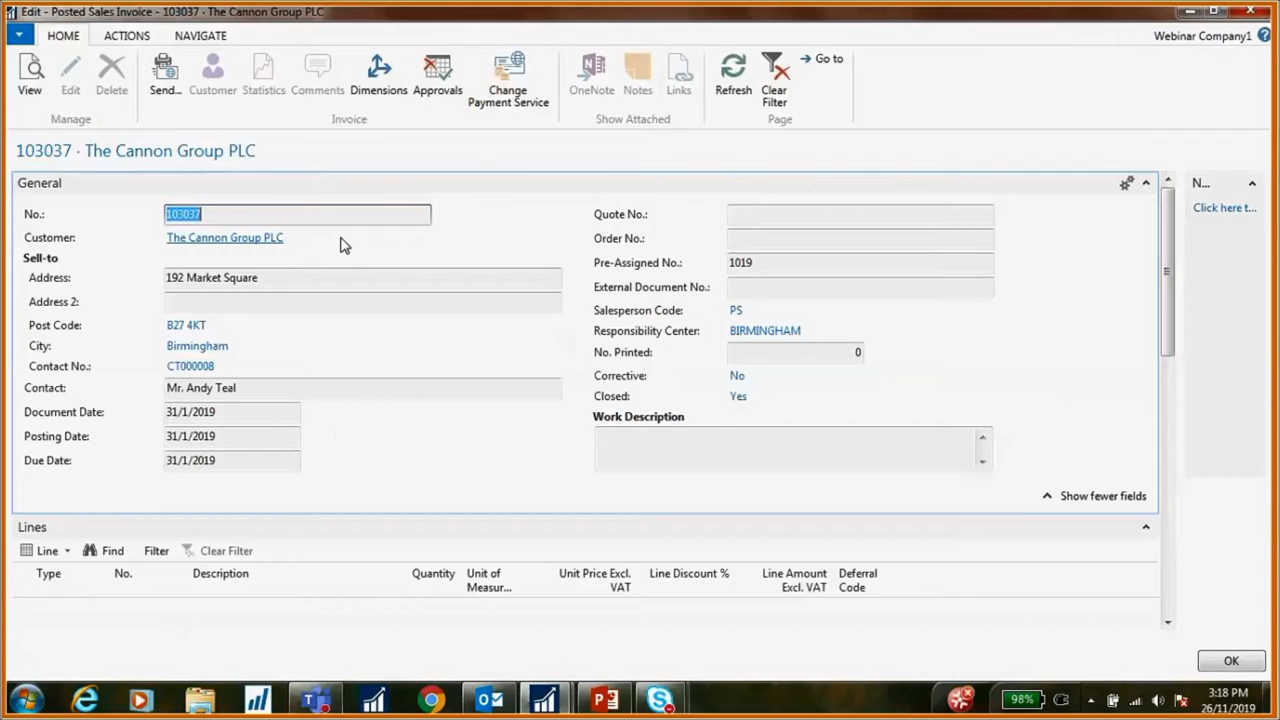 Edit - Posted Sales Invoice - 103037 · The Cannon Group PLC
HOME ACTIONS NAVIGATE
Webinar Company1
View Edit Delete Send... Customer Statistics Comments Dimensions Approvals Change Payment Service OneNote Notes Links Refresh Clear Filter Go to
Manage Invoice Show Attached Page
103037 · The Cannon Group PLC
General
N...
Click here t...
No.: 103037
Customer: The Cannon Group PLC
Sell-to
Address: 192 Market Square
Address 2:
Post Code: B27 4KT
City: Birmingham
Contact No.: CT000008
Contact: Mr. Andy Teal
Document Date: 31/1/2019
Posting Date: 31/1/2019
Due Date: 31/1/2019
Quote No.:
Order No.:
Pre-Assigned No.: 1019
External Document No.:
Salesperson Code: PS
Responsibility Center: BIRMINGHAM
No. Printed: 0
Corrective: No
Closed: Yes
Work Description
Show fewer fields
Lines
Line Find Filter Clear Filter
Type No. Description Quantity Unit of Measur... Unit Price Excl. VAT Line Discount % Line Amount Excl. VAT Deferral Code
OK
98%
3:18 PM
26/11/2019